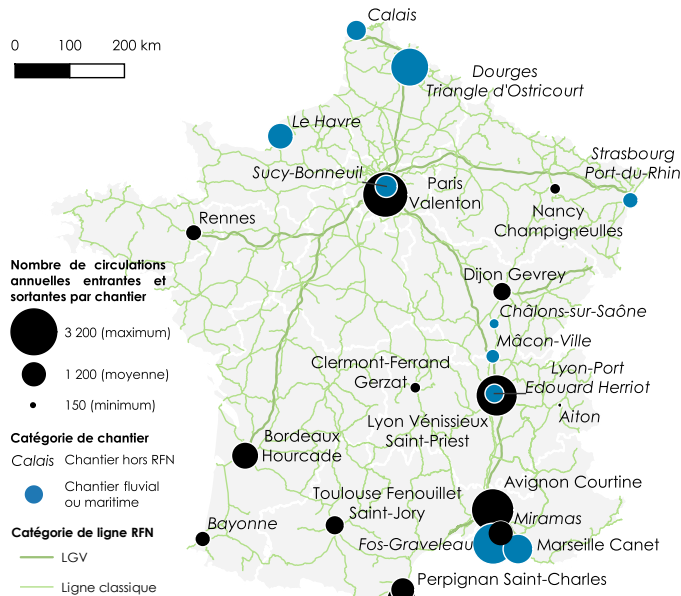 Calais
0 100 200 km
Dourges
Triangle d'Ostricourt
Le Havre
Strasbourg
Port-du-Rhin
Sucy-Bonneuil
Paris
Valenton
Nancy
Champigneulles
Rennes
Dijon Gevrey
Châlons-sur-Saône
Mâcon-Ville
Clermont-Ferrand
Gerzat
Lyon-Port
Edouard Herriot
Aiton
Lyon Vénissieux
Saint-Priest
Bordeaux
Hourcade
Avignon Courtine
Toulouse Fenouillet
Saint-Jory
Miramas
Bayonne
Fos-Graveleau
Marseille Canet
Perpignan Saint-Charles
Nombre de circulations
annuelles entrantes et
sortantes par chantier
3 200 (maximum)
1 200 (moyenne)
150 (minimum)
Catégorie de chantier
Calais Chantier hors RFN
Chantier fluvial
ou maritime
Catégorie de ligne RFN
LGV
Ligne classique